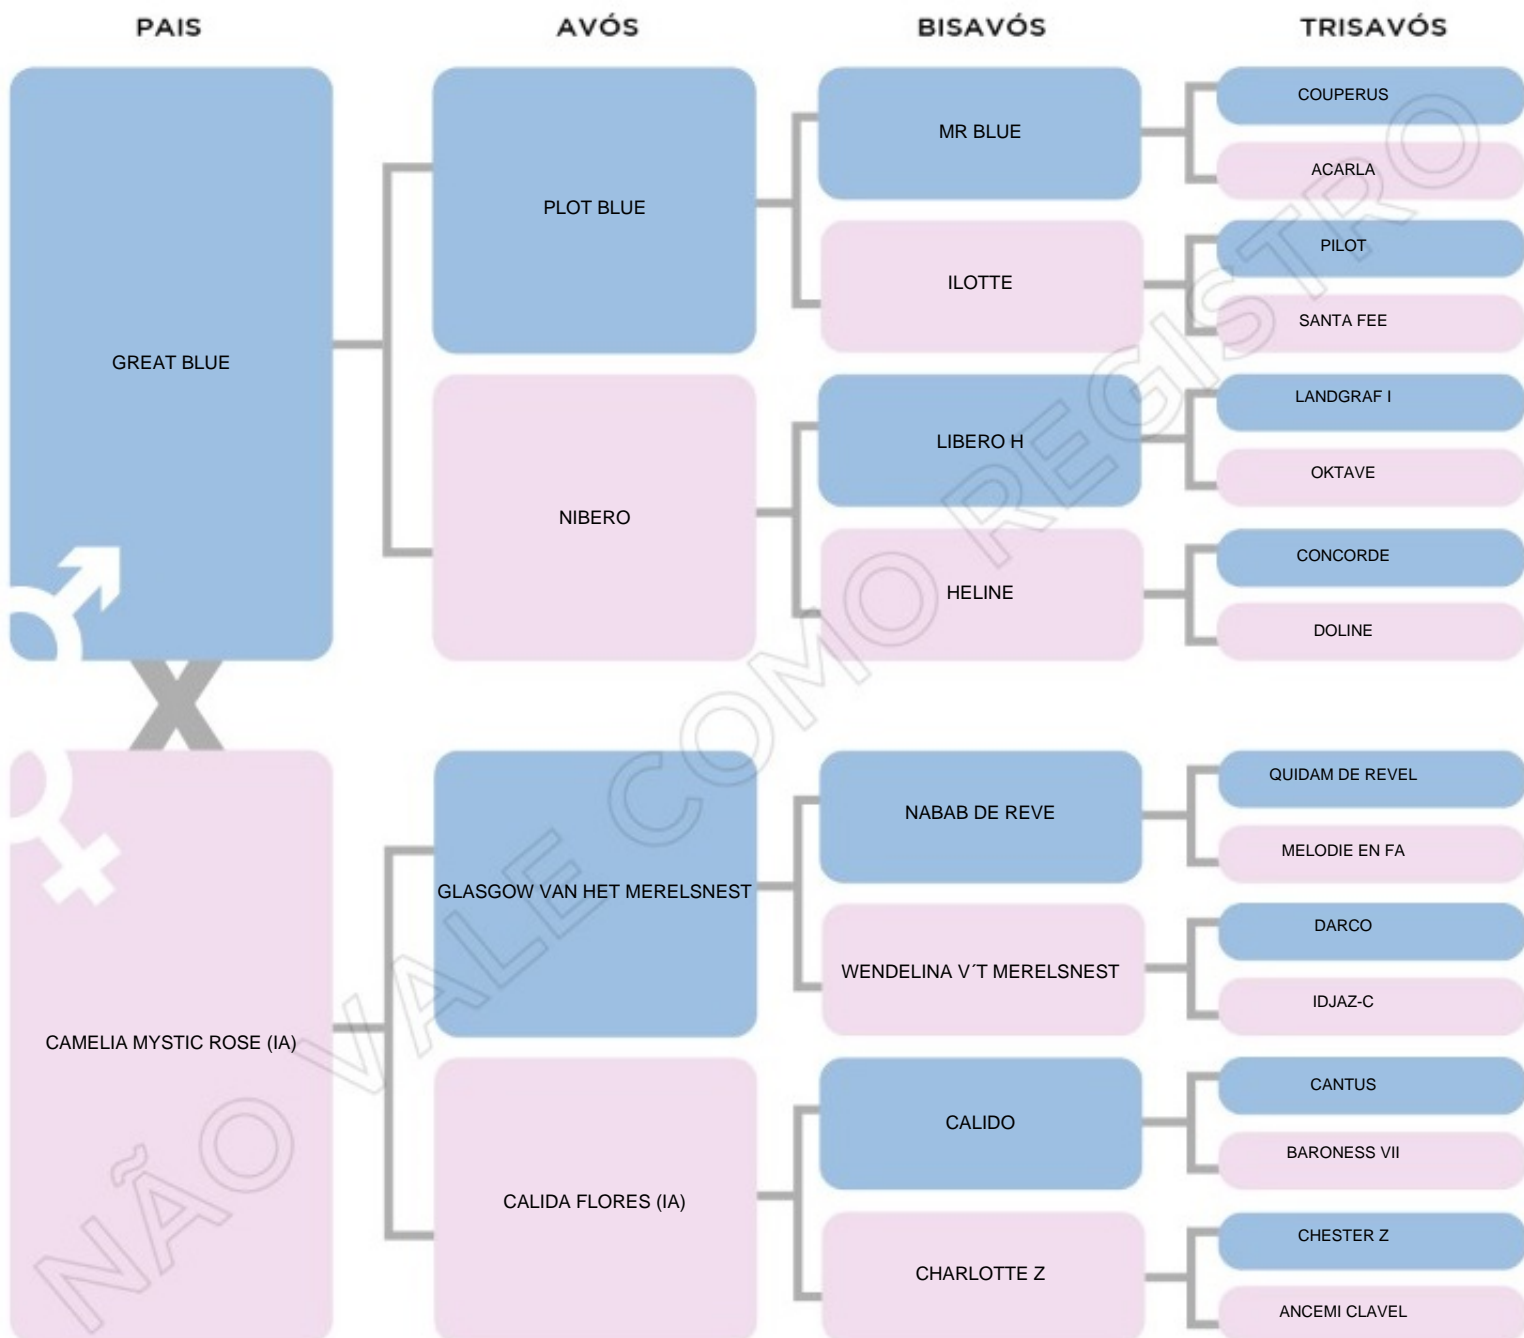 PAIS AVÓS BISAVÓS TRISAVÓS
COUPERUS
MR BLUE
ACARLA
PLOT BLUE
PILOT
ILOTTE
SANTA FEE
GREAT BLUE
LANDGRAF I
LIBERO H
OKTAVE
NIBERO
CONCORDE
HELINE
DOLINE
X
QUIDAM DE REVEL
NABAB DE REVE
MELODIE EN FA
GLASGOW VAN HET MERELSNEST
DARCO
WENDELINA V´T MERELSNEST
IDJAZ-C
CAMELIA MYSTIC ROSE (IA)
CANTUS
CALIDO
BARONESS VII
CALIDA FLORES (IA)
CHESTER Z
CHARLOTTE Z
ANCEMI CLAVEL
NÃO VALE COMO REGISTRO